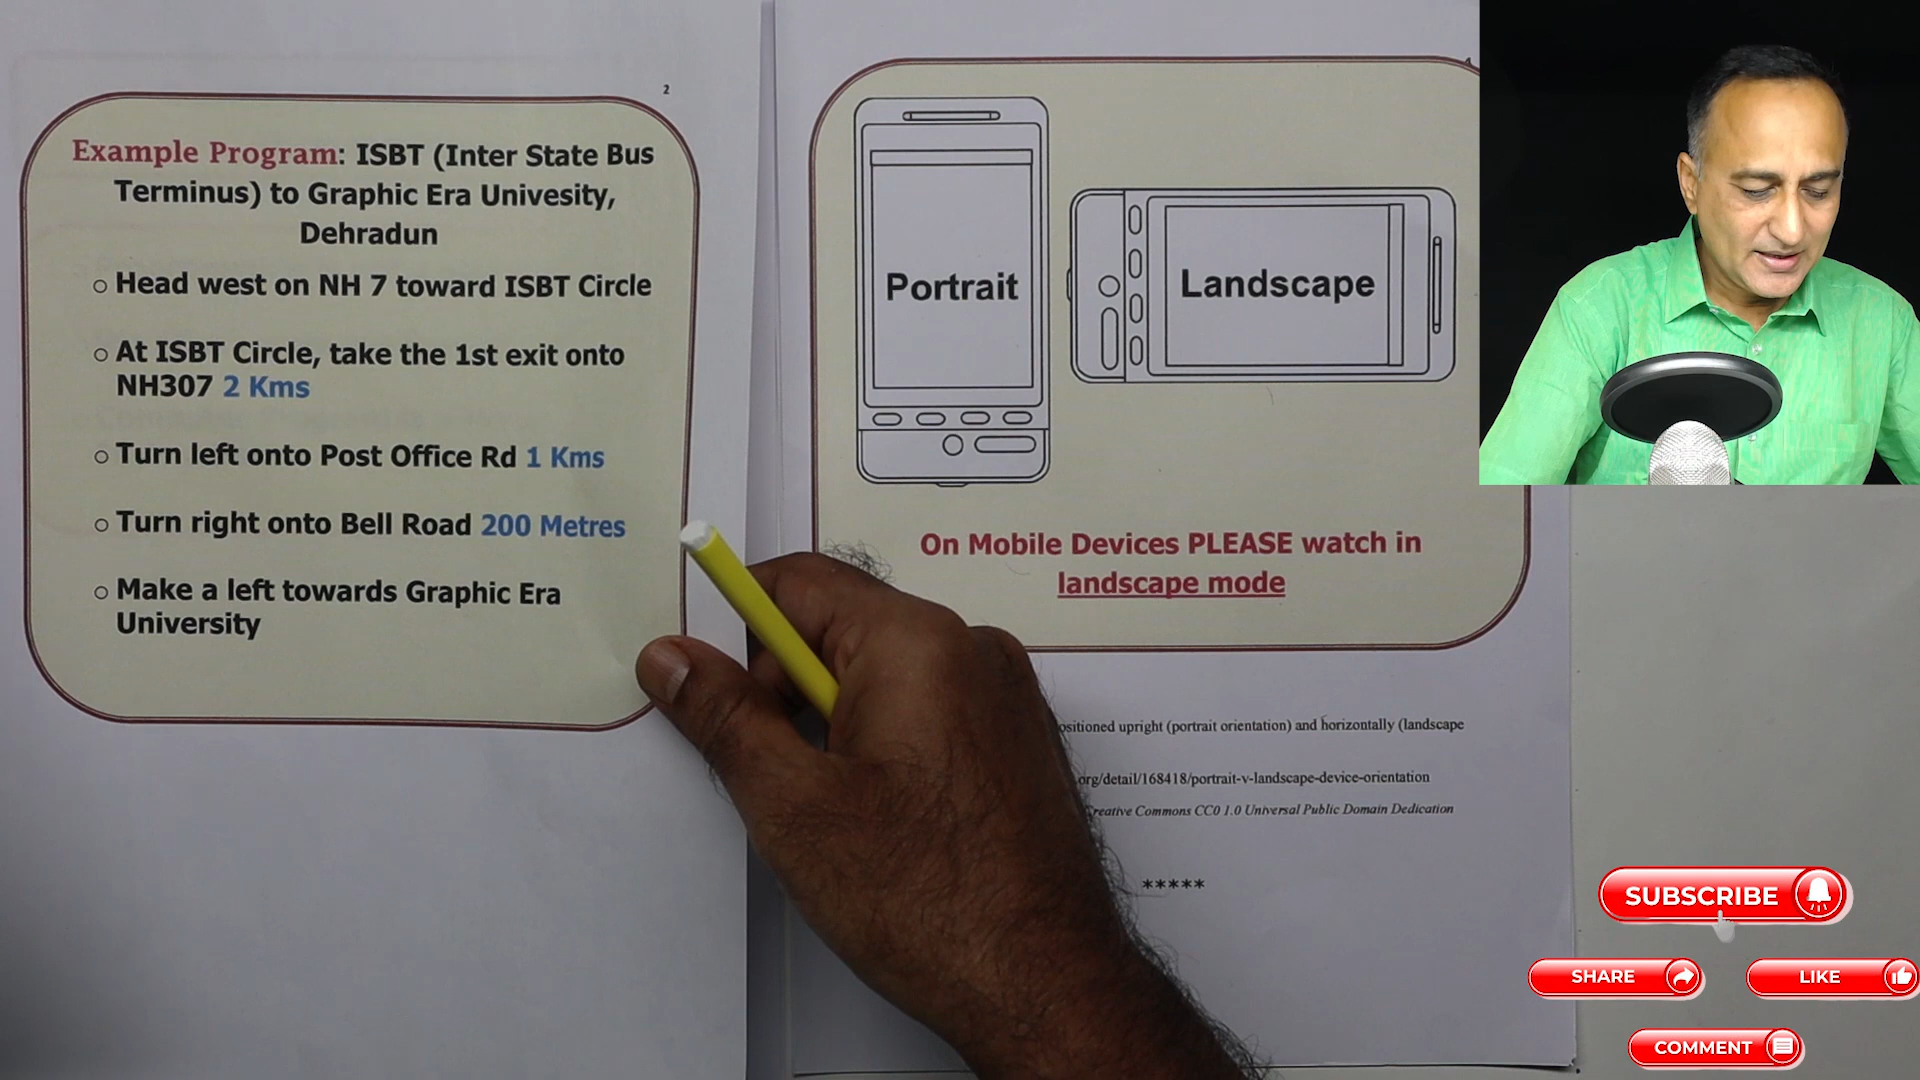 2
Example Program: ISBT (Inter State Bus
Terminus) to Graphic Era Univesity,
Dehradun
Head west on NH 7 toward ISBT Circle
At ISBT Circle, take the 1st exit onto
NH307 2 Kms
Turn left onto Post Office Rd 1 Kms
Turn right onto Bell Road 200 Metres
Make a left towards Graphic Era
University
Portrait
Landscape
On Mobile Devices PLEASE watch in
landscape mode
upright (portrait orientation) and horizontally (landscape
org/detail/168418/portrait-v-landscape-device-orientation
Creative Commons CC0 1.0 Universal Public Domain Dedication
*****
SUBSCRIBE
SHARE
LIKE
COMMENT